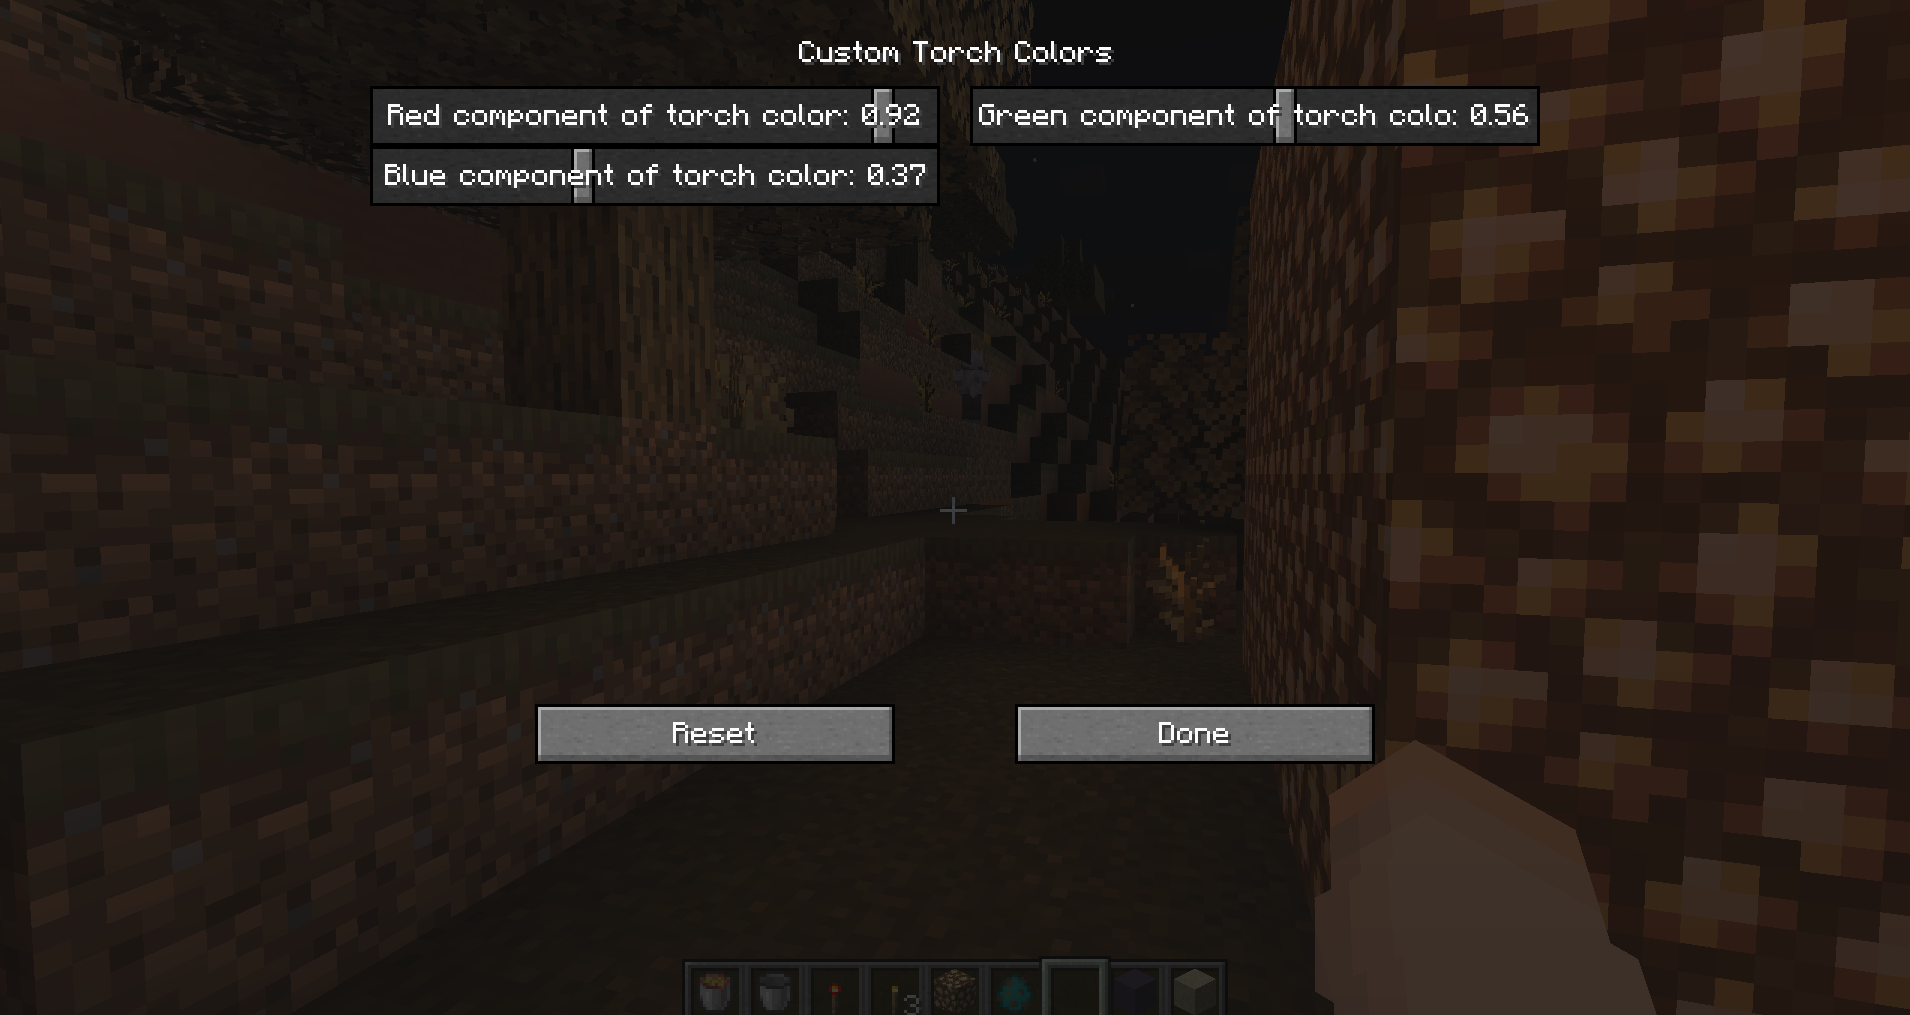 Custom Torch Colors
Red component of torch color: 0.92
Green component of torch colo: 0.56
Blue component of torch color: 0.37
Reset
Done
3